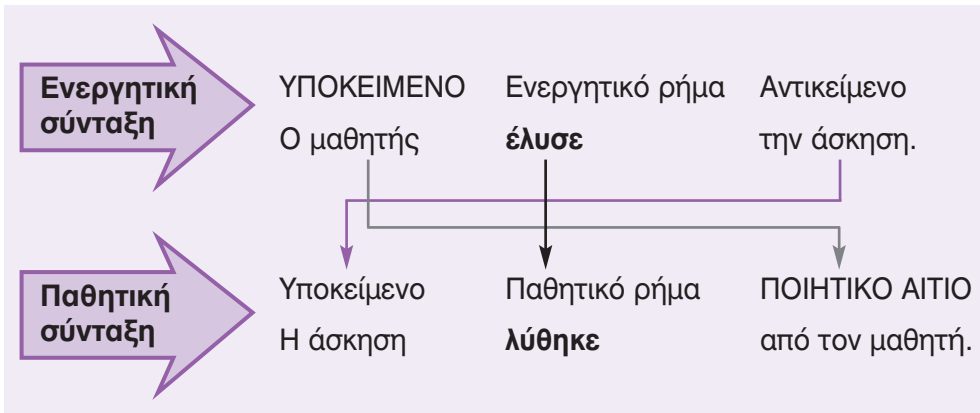 Ενεργητική σύνταξη
ΥΠΟΚΕΙΜΕΝΟ Ενεργητικό ρήμα Αντικείμενο
Ο μαθητής έλυσε την άσκηση.
Παθητική σύνταξη
Υποκείμενο Παθητικό ρήμα ΠΟΙΗΤΙΚΟ ΑΙΤΙΟ
Η άσκηση λύθηκε από τον μαθητή.